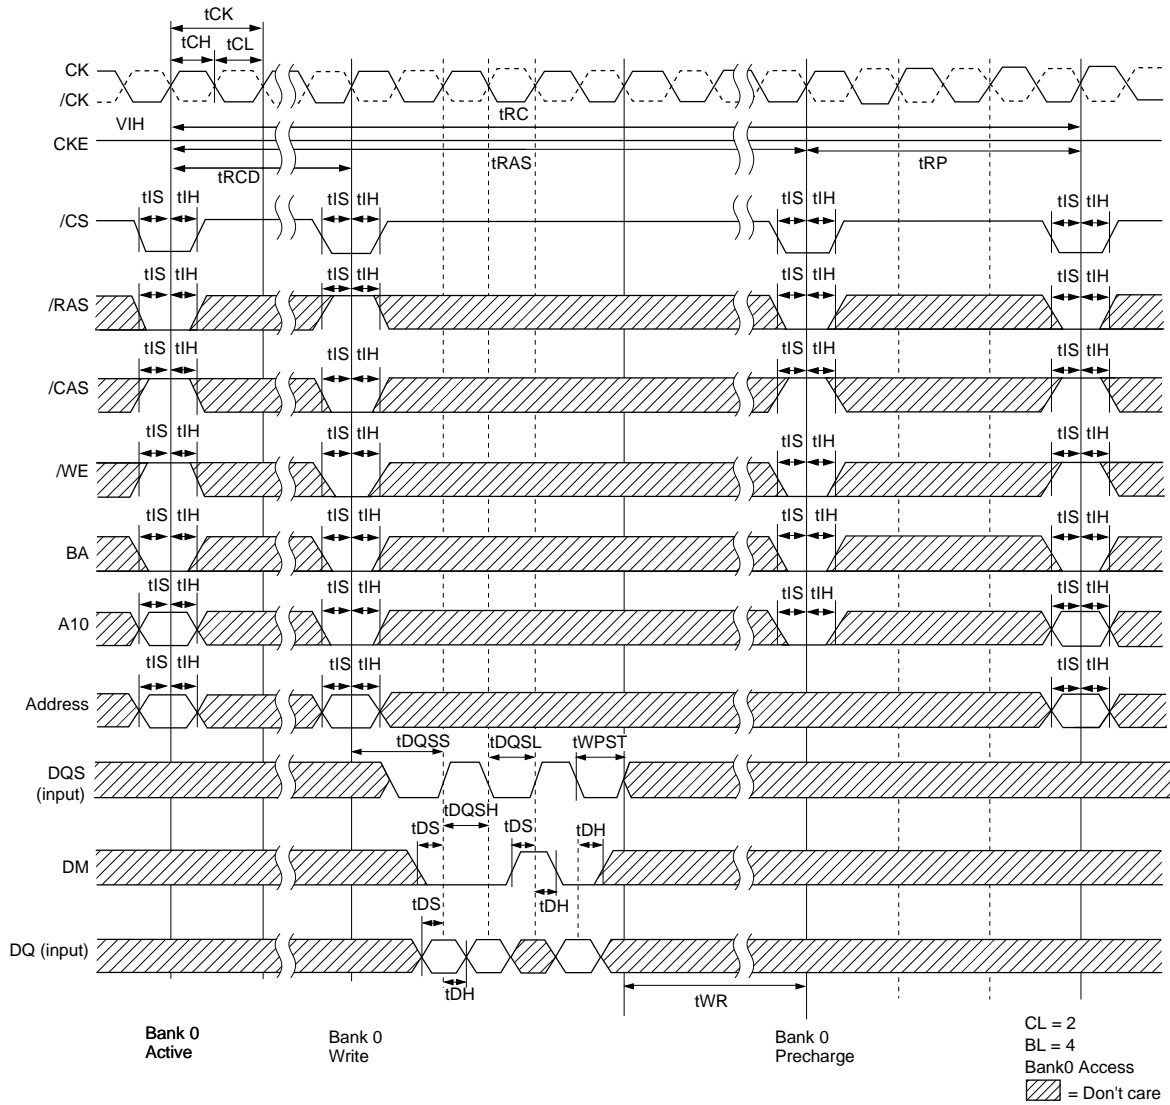 tCK
tCH tCL
CK
/CK
tRC
VIH
CKE
tRAS
tRP
tRCD
tIS tIH tIS tIH tIS tIH tIS tIH
/CS
tIS tIH tIS tIH tIS tIH tIS tIH
/RAS
tIS tIH tIS tIH tIS tIH tIS tIH
/CAS
tIS tIH tIS tIH tIS tIH tIS tIH
/WE
tIS tIH tIS tIH tIS tIH tIS tIH
BA
tIS tIH tIS tIH tIS tIH tIS tIH
A10
tIS tIH tIS tIH tIS tIH
Address
tDQSS tDQSL tWPST
DQS
(input)
tDQSH
tDS tDS tDH
DM
tDH
tDS
DQ (input)
tDH
tWR
Bank 0
Active
Bank 0
Write
Bank 0
Precharge
CL = 2
BL = 4
Bank0 Access
= Don't care